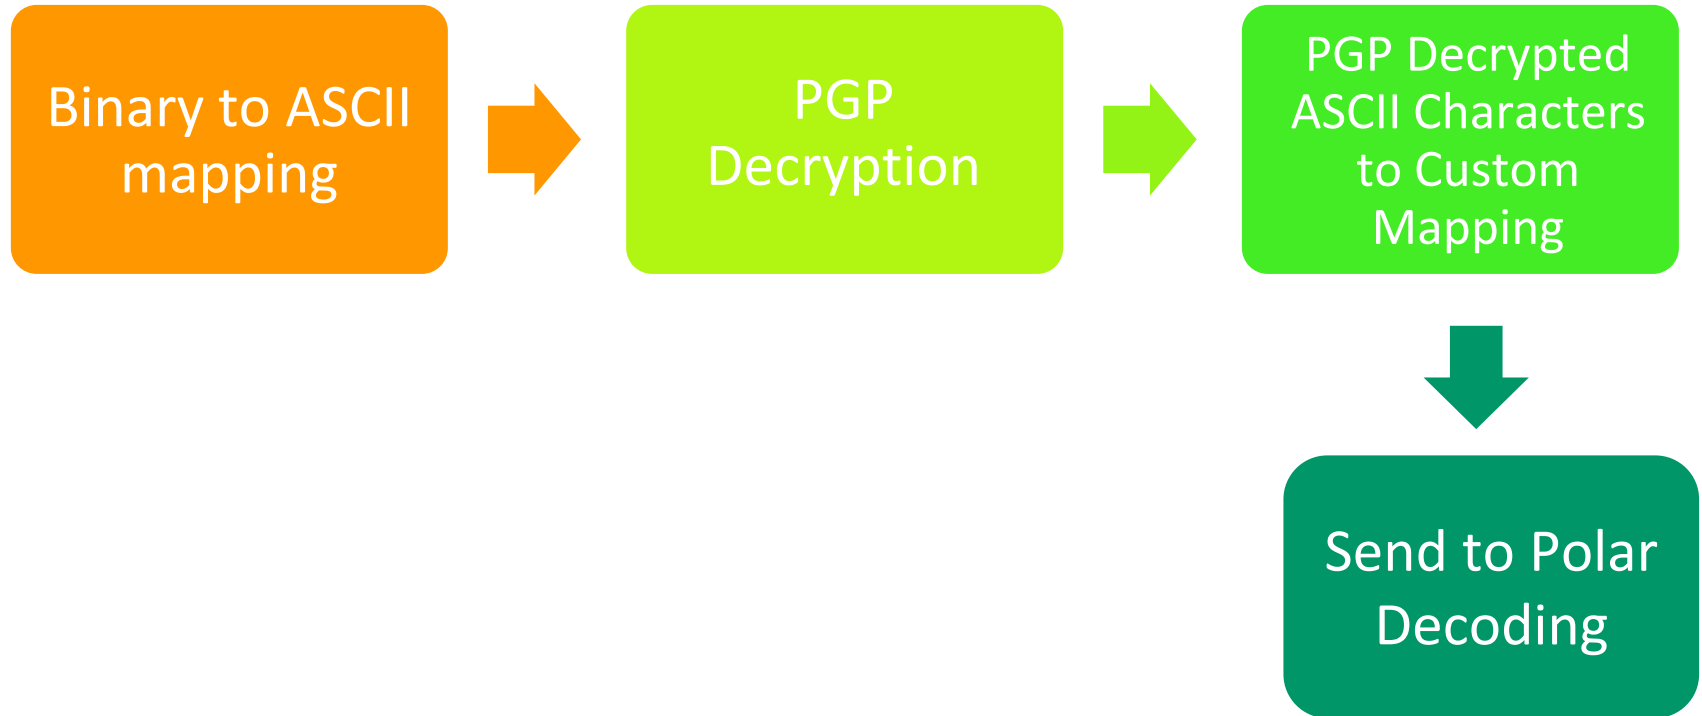 Binary to ASCII
mapping
PGP
Decryption
PGP Decrypted
ASCII Characters
to Custom
Mapping
Send to Polar
Decoding